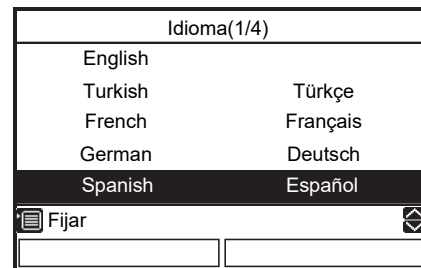 Idioma(1/4)
English
Turkish Türkçe
French Français
German Deutsch
Spanish Español
Fijar